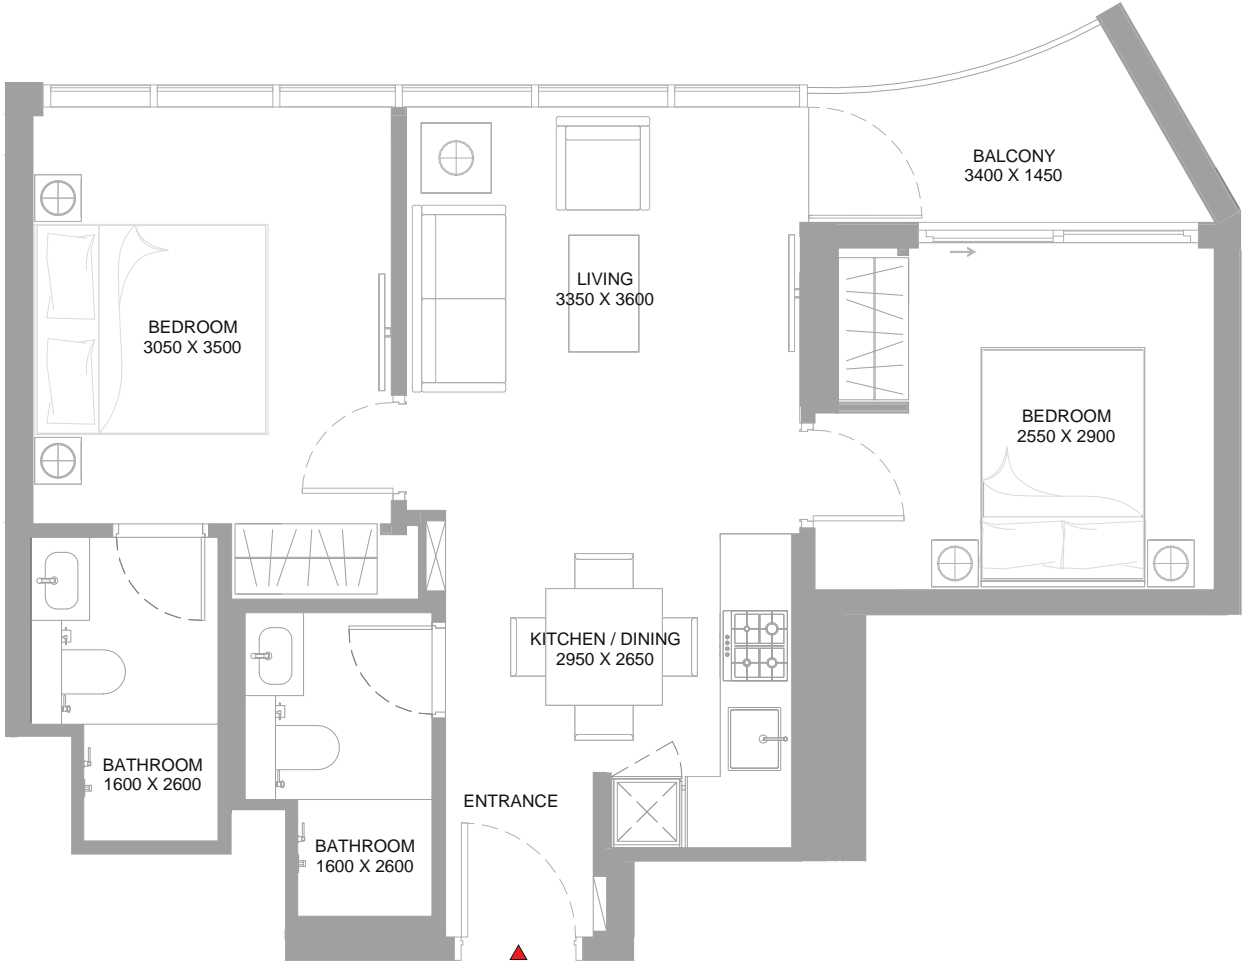 BALCONY
3400 X 1450
LIVING
3350 X 3600
BEDROOM
3050 X 3500
BEDROOM
2550 X 2900
KITCHEN / DINING
2950 X 2650
BATHROOM
1600 X 2600
ENTRANCE
BATHROOM
1600 X 2600